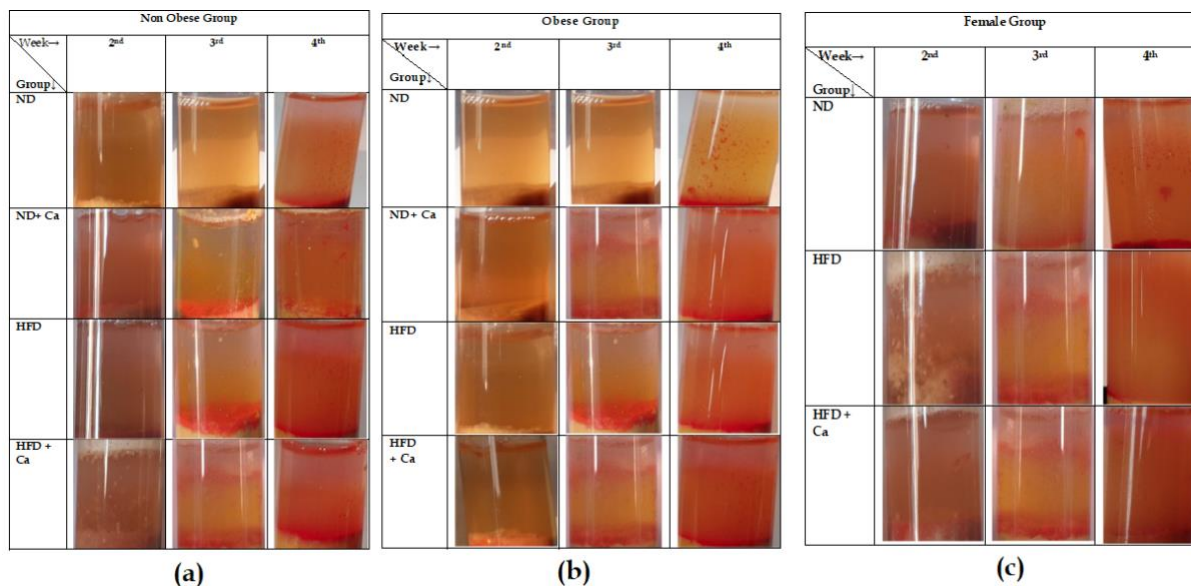 Non Obese Group
Week→ 2nd 3rd 4th
Group↓
ND
ND+ Ca
HFD
HFD +
Ca
(a)
Obese Group
Week→ 2nd 3rd 4th
Group↓
ND
ND + Ca
HFD
HFD
+ Ca
(b)
Female Group
Week→ 2nd 3rd 4th
Group↓
ND
HFD
HFD +
Ca
(c)